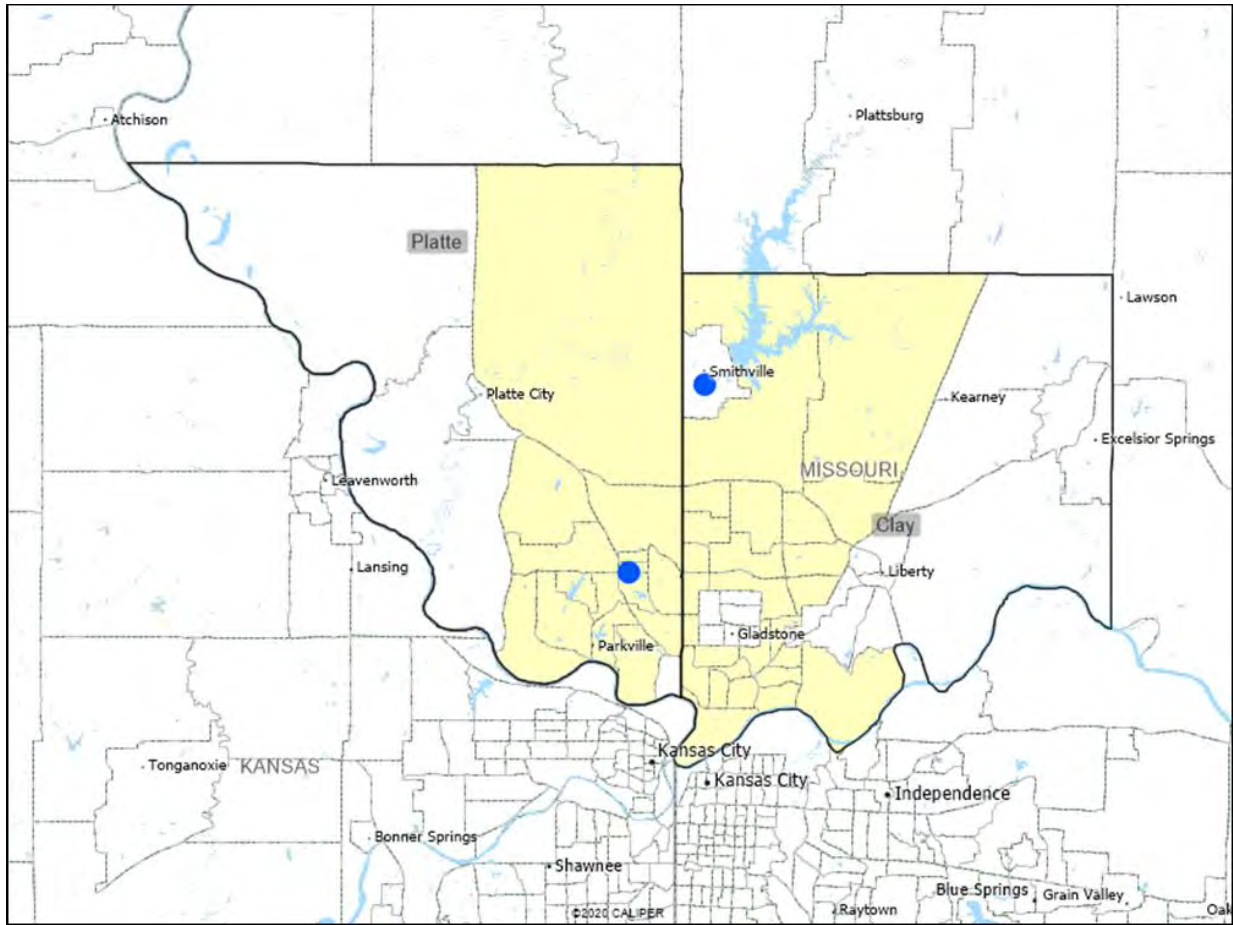 Atchison
Plattsburg
Platte
Lawson
Smithville
Platte City
Kearney
Excelsior Springs
MISSOURI
Leavenworth
Clay
Lansing
Liberty
Gladstone
Parkville
Kansas City
Tonganoxie
KANSAS
Kansas City
Independence
Bonner Springs
Shawnee
Blue Springs
Grain Valley
©2020 CALIPER
Raytown
Oak